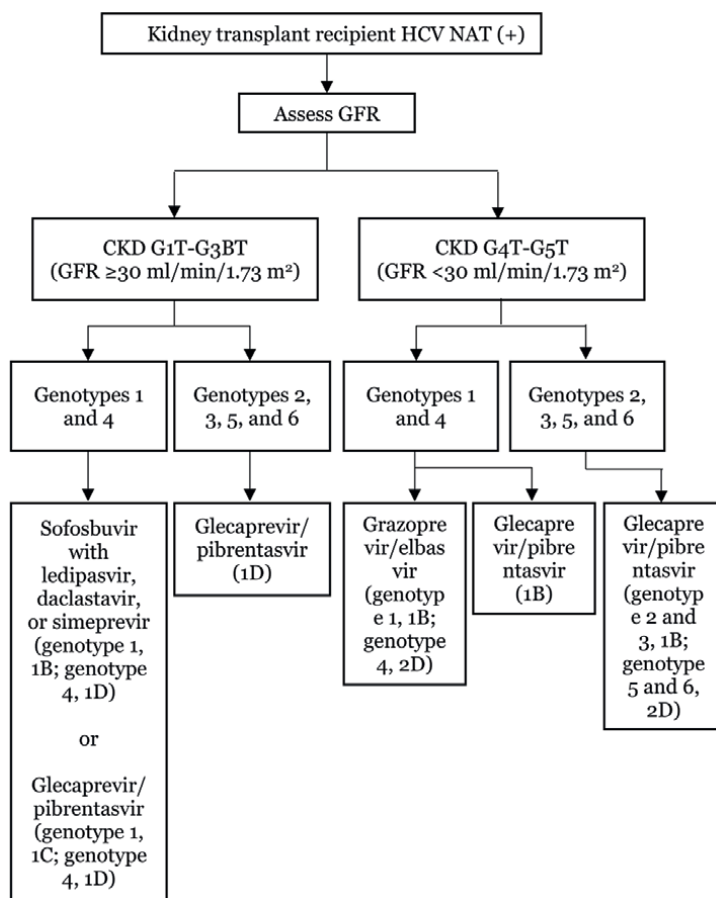 Kidney transplant recipient HCV NAT (+)
Assess GFR
CKD G1T-G3BT
(GFR ≥30 ml/min/1.73 m²)
CKD G4T-G5T
(GFR <30 ml/min/1.73 m²)
Genotypes 1
and 4
Genotypes 2,
3, 5, and 6
Genotypes 1
and 4
Genotypes 2,
3, 5, and 6
Sofosbuvir
with
ledipasvir,
daclastavir,
or simeprevir
(genotype 1,
1B; genotype
4, 1D)
or
Glecaprevir/
pibrentasvir
(genotype 1,
1C; genotype
4, 1D)
Glecaprevir/
pibrentasvir
(1D)
Grazopre
vir/elbas
vir
(genotyp
e 1, 1B;
genotype
4, 2D)
Glecapre
vir/pibre
ntasvir
(1B)
Glecapre
vir/pibre
ntasvir
(genotyp
e 2 and
3, 1B;
genotype
5 and 6,
2D)